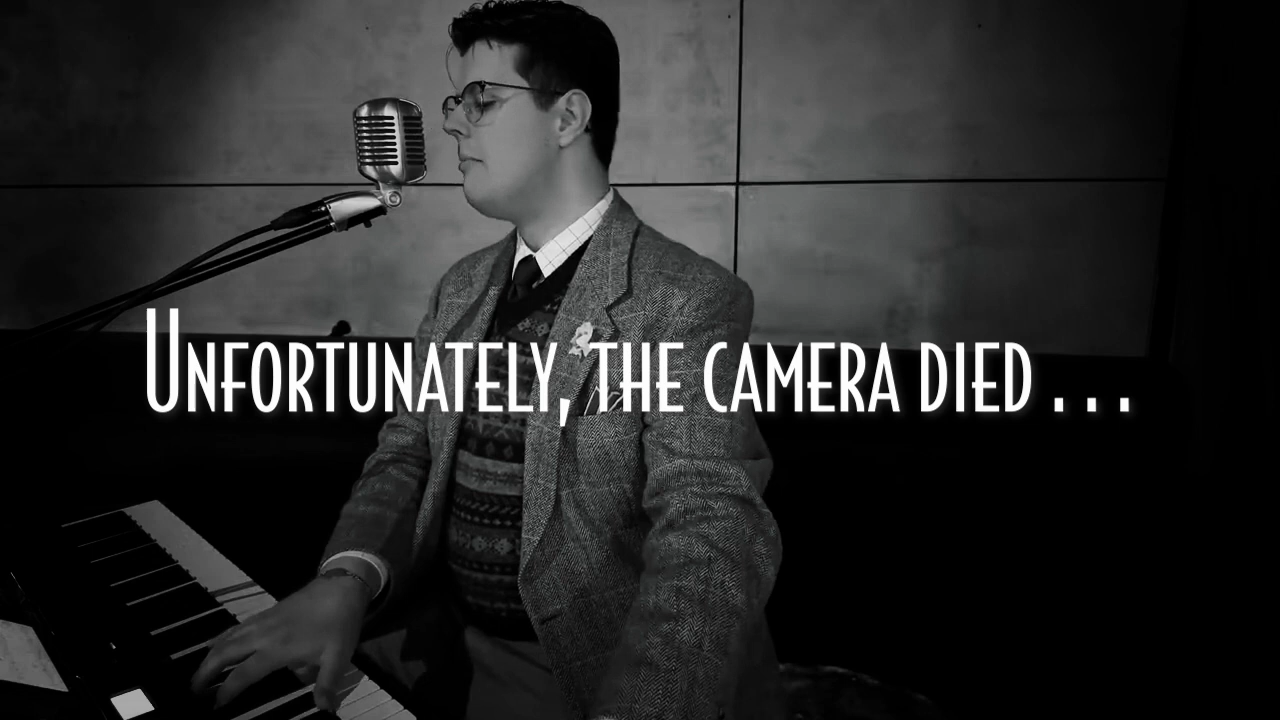 Unfortunately, the camera died . . .